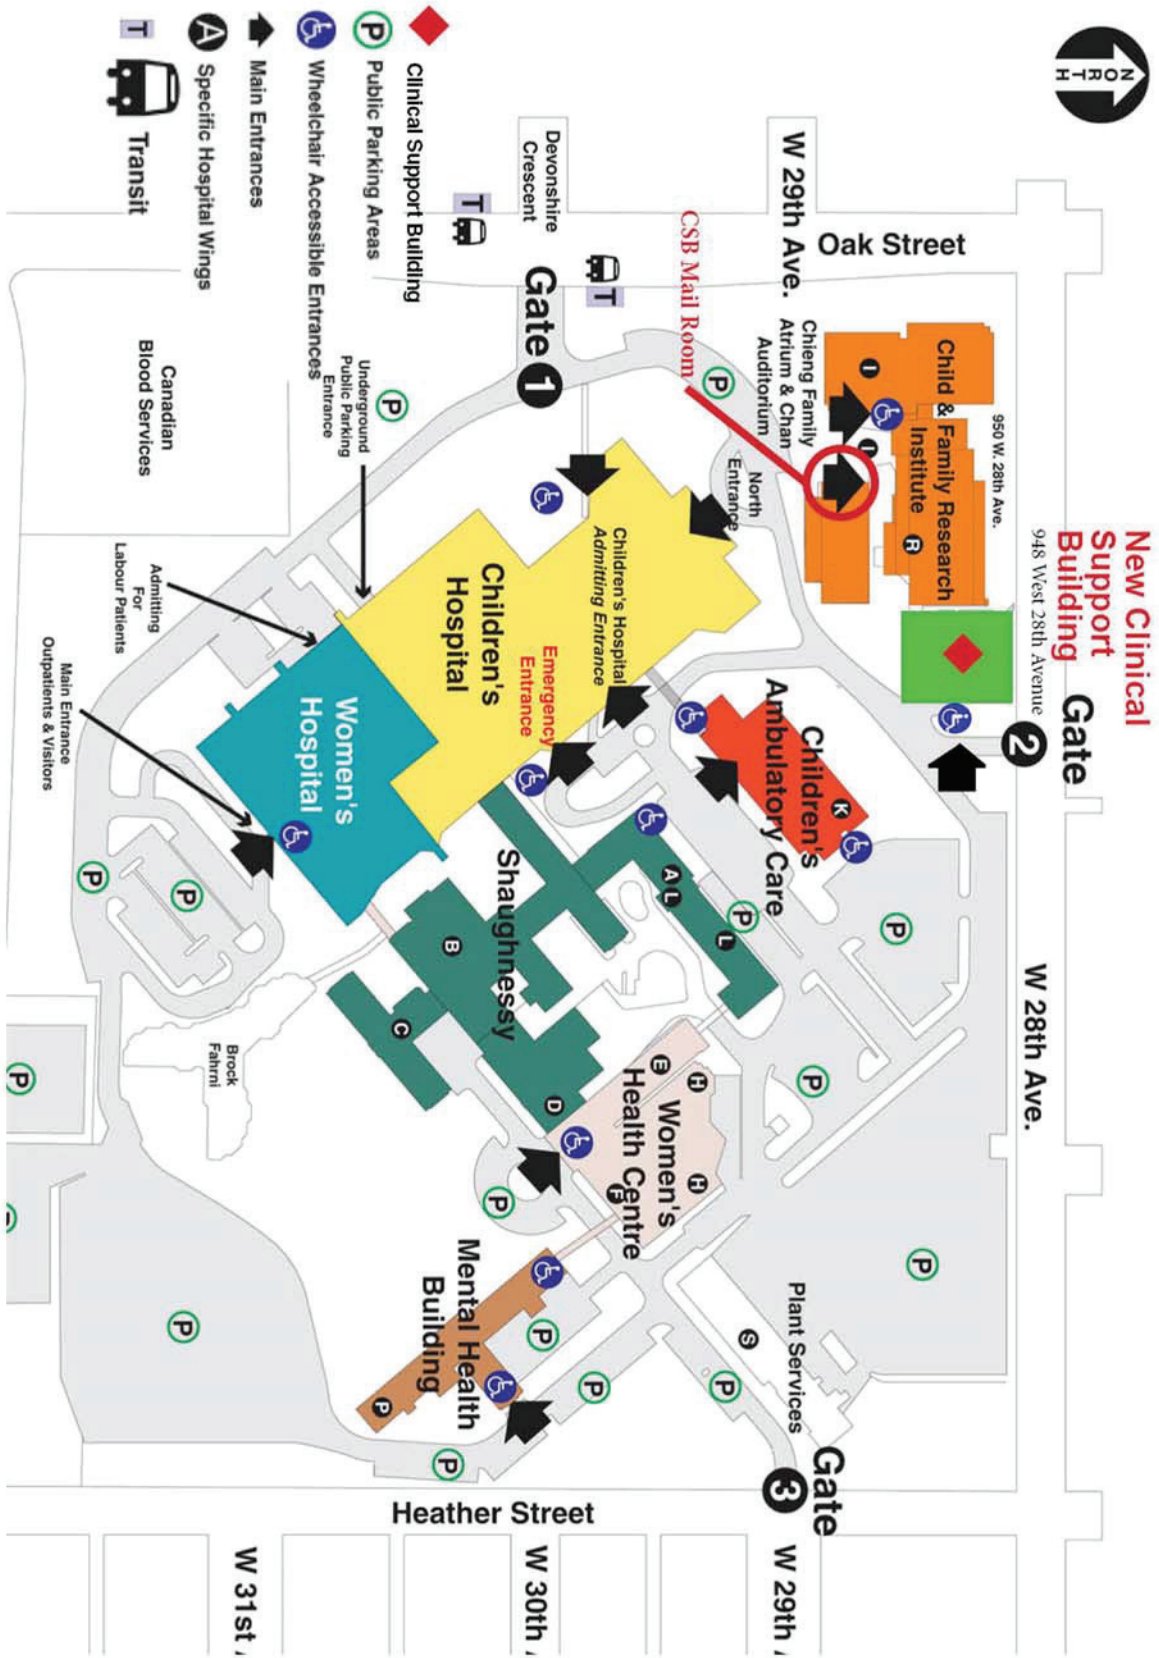 NORTH
New Clinical
Support
Building
948 West 28th Avenue
Gate
2
W 28th Ave.
950 W. 28th Ave.
Child & Family Research
Institute
I
I
R
Oak Street
W 29th Ave.
Chieng Family
Atrium & Chan
Auditorium
CSB Mail Room
P
North
Entrance
Devonshire
Crescent
T
T
Gate 1
Clinical Support Building
P
Public Parking Areas
Wheelchair Accessible Entrances
Main Entrances
A
Specific Hospital Wings
T
Transit
Children's
Ambulatory Care
K
P
Children's Hospital
Admitting Entrance
Emergency
Entrance
Children's
Hospital
P
Underground
Public Parking
Entrance
Canadian
Blood Services
Admitting
For
Labour Patients
Main Entrance
Outpatients & Visitors
Women's
Hospital
Shaughnessy
A
L
L
P
B
C
D
P
P
Brock
Fahrni
P
P
Women's
Health Centre
E
H
H
F
P
P
P
Mental Health
Building
P
P
P
P
P
P
Plant Services
S
Gate
3
Heather Street
W 29th
W 30th
W 31st